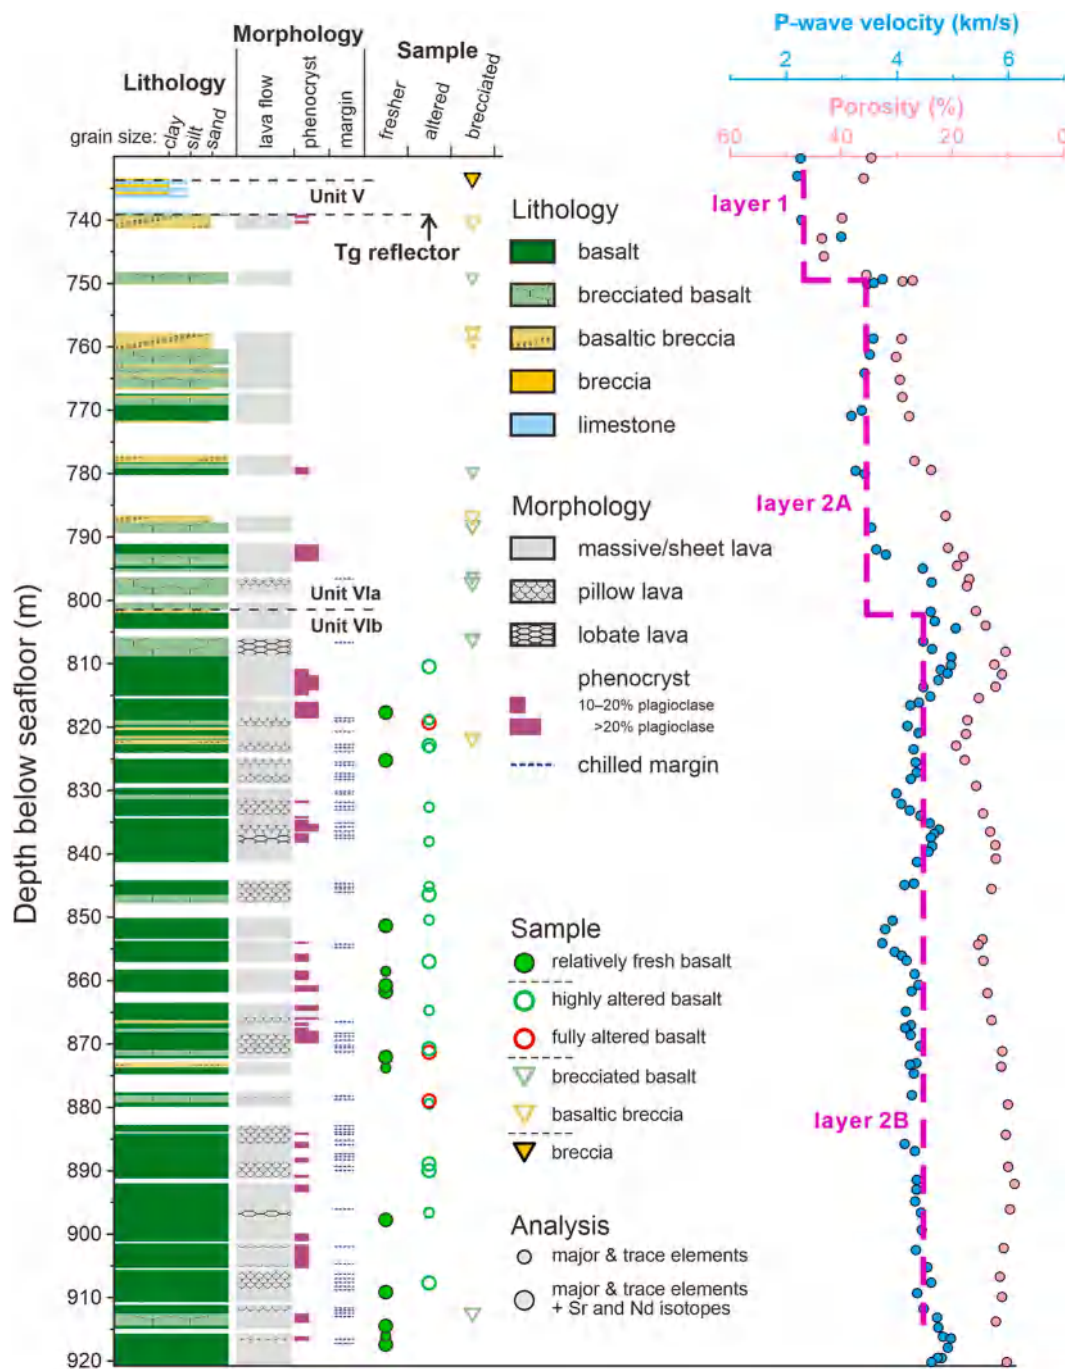 P-wave velocity (km/s)
2 4 6
Porosity (%)
60 40 20 0
Morphology
Sample
Lithology
grain size: clay silt sand
lava flow
phenocryst
margin
fresher
altered
brecciated
Unit V
Tg reflector
Unit VIa
Unit VIb
Depth below seafloor (m)
740
750
760
770
780
790
800
810
820
830
840
850
860
870
880
890
900
910
920
Lithology
basalt
brecciated basalt
basaltic breccia
breccia
limestone
Morphology
massive/sheet lava
pillow lava
lobate lava
phenocryst
10–20% plagioclase
>20% plagioclase
chilled margin
Sample
relatively fresh basalt
highly altered basalt
fully altered basalt
brecciated basalt
basaltic breccia
breccia
Analysis
major & trace elements
major & trace elements
+ Sr and Nd isotopes
layer 1
layer 2A
layer 2B